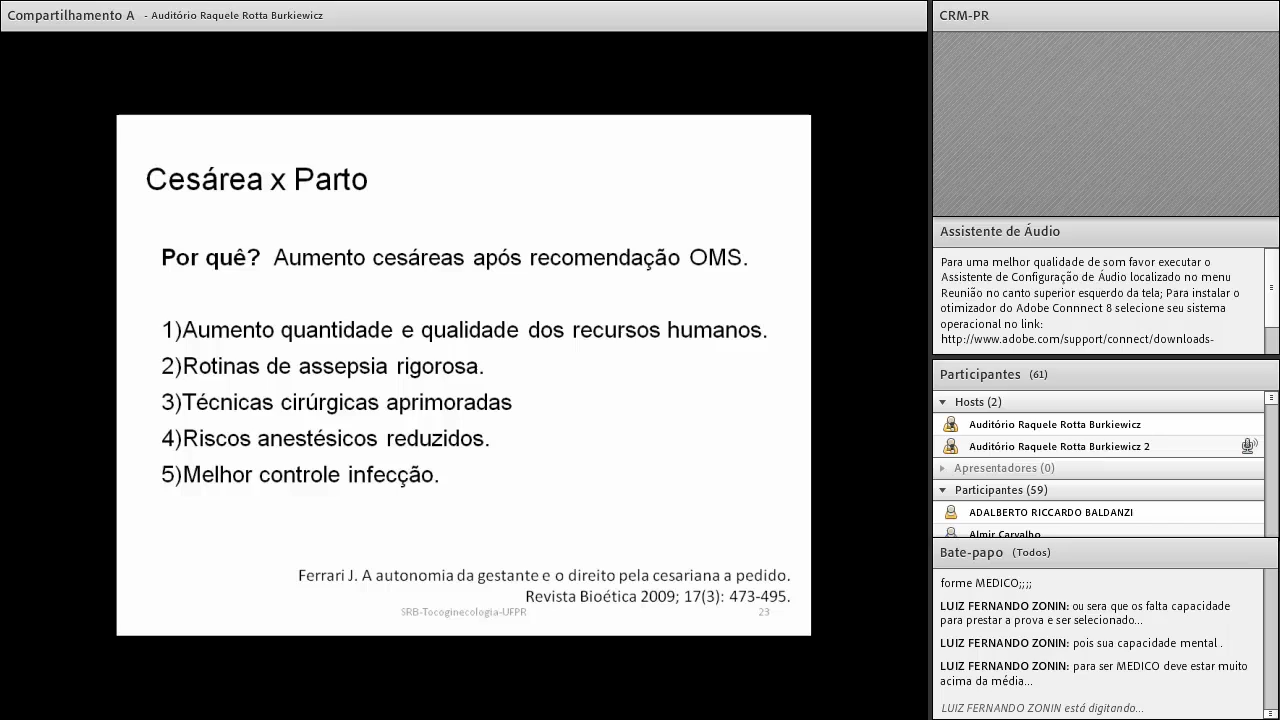 Compartilhamento A - Auditório Raquele Rotta Burkiewicz
Cesárea x Parto
Por quê? Aumento cesáreas após recomendação OMS.
1)Aumento quantidade e qualidade dos recursos humanos.
2)Rotinas de assepsia rigorosa.
3)Técnicas cirúrgicas aprimoradas
4)Riscos anestésicos reduzidos.
5)Melhor controle infecção.
Ferrari J. A autonomia da gestante e o direito pela cesariana a pedido.
Revista Bioética 2009; 17(3): 473-495.
SRB-Tocoginecologia-UFPR 23
CRM-PR
Assistente de Áudio
Para uma melhor qualidade de som favor executar o
Assistente de Configuração de Áudio localizado no menu
Reunião no canto superior esquerdo da tela; Para instalar o
otimizador do Adobe Connnect 8 selecione seu sistema
operacional no link:
http://www.adobe.com/support/connect/downloads-
Participantes (61)
Hosts (2)
Auditório Raquele Rotta Burkiewicz
Auditório Raquele Rotta Burkiewicz 2
Apresentadores (0)
Participantes (59)
ADALBERTO RICCARDO BALDANZI
Almir Carvalho
Bate-papo (Todos)
forme MEDICO;;;;
LUIZ FERNANDO ZONIN: ou sera que os falta capacidade
para prestar a prova e ser selecionado...
LUIZ FERNANDO ZONIN: pois sua capacidade mental .
LUIZ FERNANDO ZONIN: para ser MEDICO deve estar muito
acima da média...
LUIZ FERNANDO ZONIN está digitando...